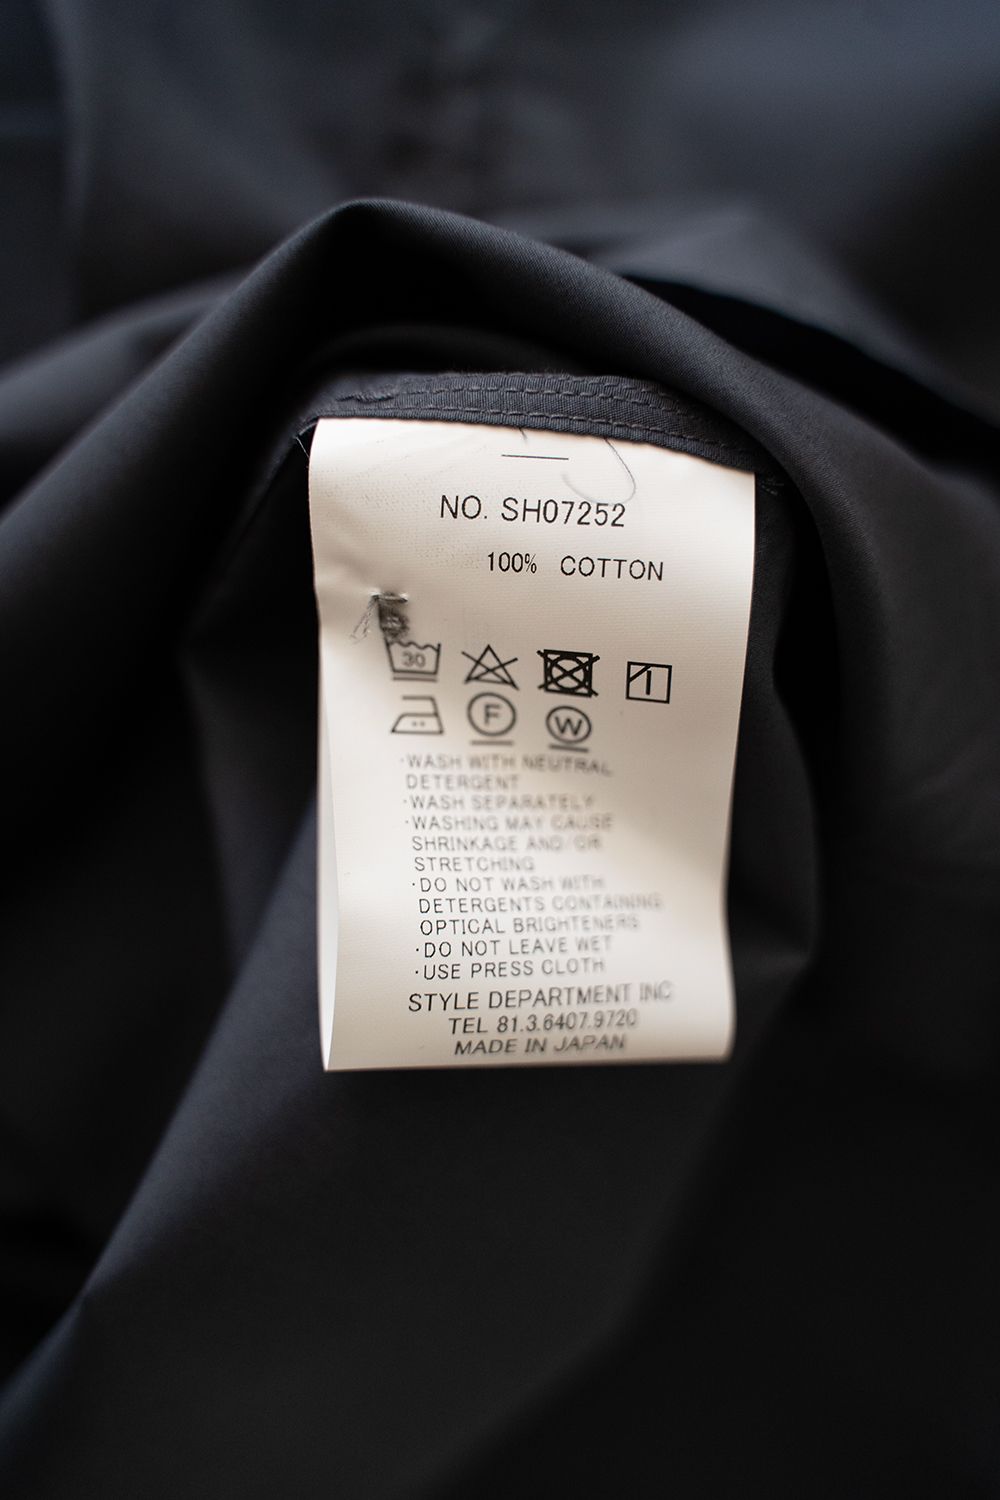 NO. SH07252
100% COTTON
30
F
W
·WASH WITH NEUTRAL
DETERGENT
·WASH SEPARATELY
·WASHING MAY CAUSE
SHRINKAGE AND/OR
STRETCHING
·DO NOT WASH WITH
DETERGENTS CONTAINING
OPTICAL BRIGHTENERS
·DO NOT LEAVE WET
·USE PRESS CLOTH
STYLE DEPARTMENT INC
TEL 81.3.6407.9720
MADE IN JAPAN